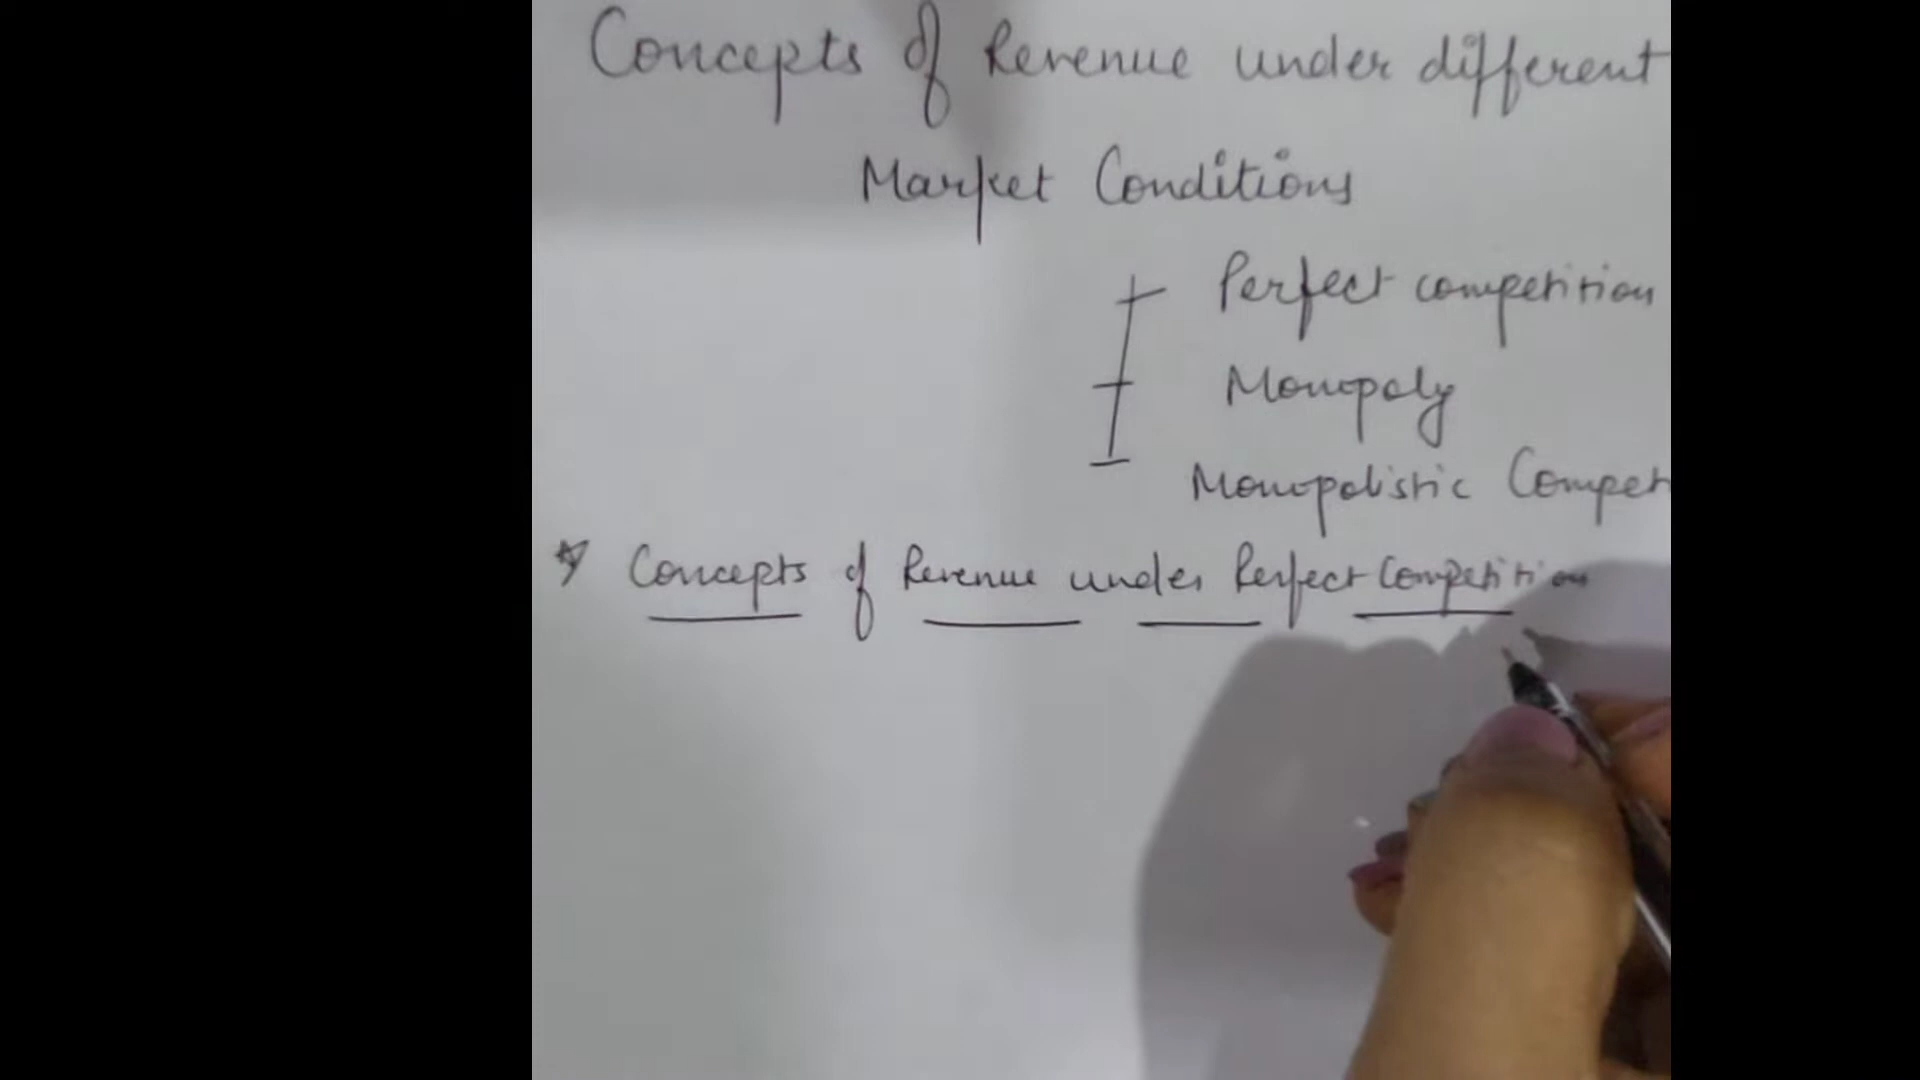 Concepts of Revenue under different
Market Conditions
Perfect competition
Monopoly
Monopolistic Compet
* Concepts of Revenue under Perfect Competition